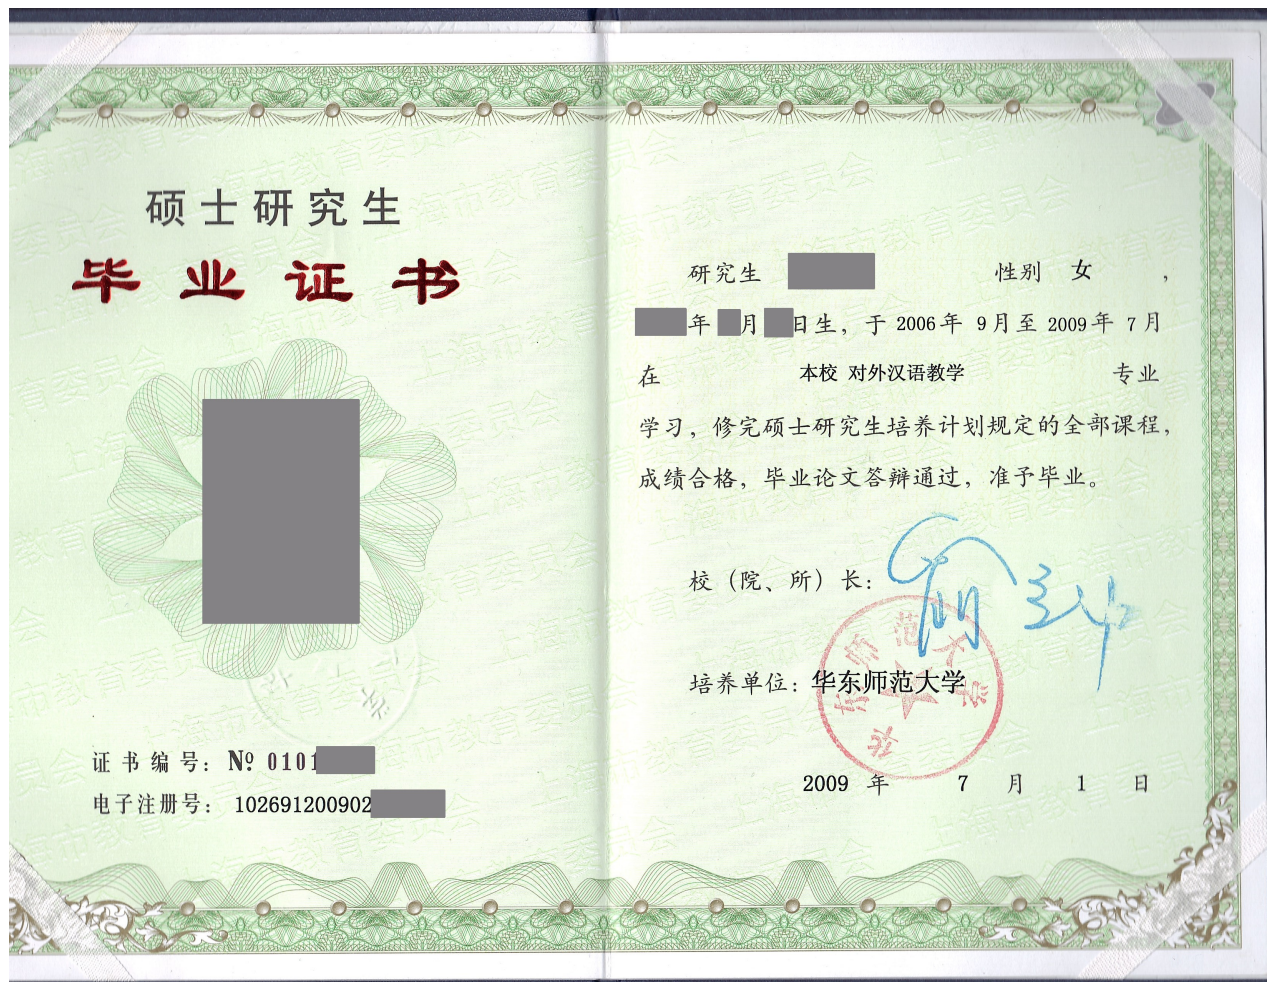 硕士研究生
毕业证书
证书编号：№ 0101
电子注册号：102691200902
研究生 性别 女，
年 月 日生，于 2006年 9月至 2009年 7月
在 本校 对外汉语教学 专业
学习，修完硕士研究生培养计划规定的全部课程，
成绩合格，毕业论文答辩通过，准予毕业。
校（院、所）长：
培养单位：华东师范大学
华东师范大学
2009 年 7 月 1 日